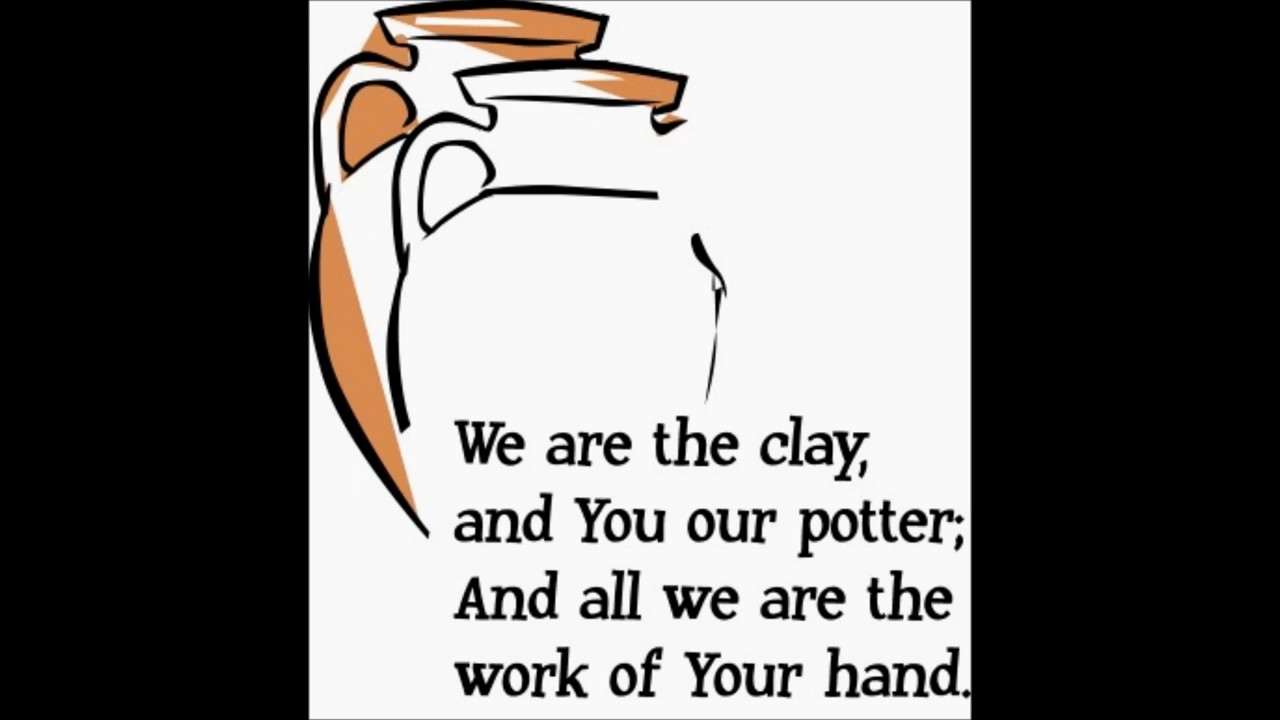 We are the clay,
and You our potter;
And all we are the
work of Your hand.